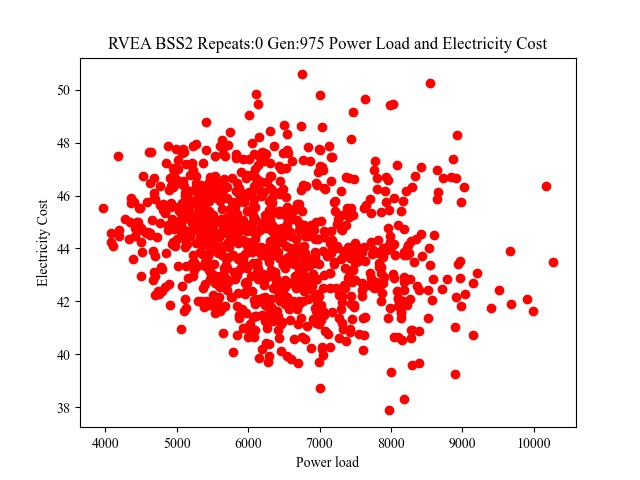 RVEA BSS2 Repeats:0 Gen:975 Power Load and Electricity Cost
Electricity Cost
50
48
46
44
42
40
38
4000 5000 6000 7000 8000 9000 10000
Power load